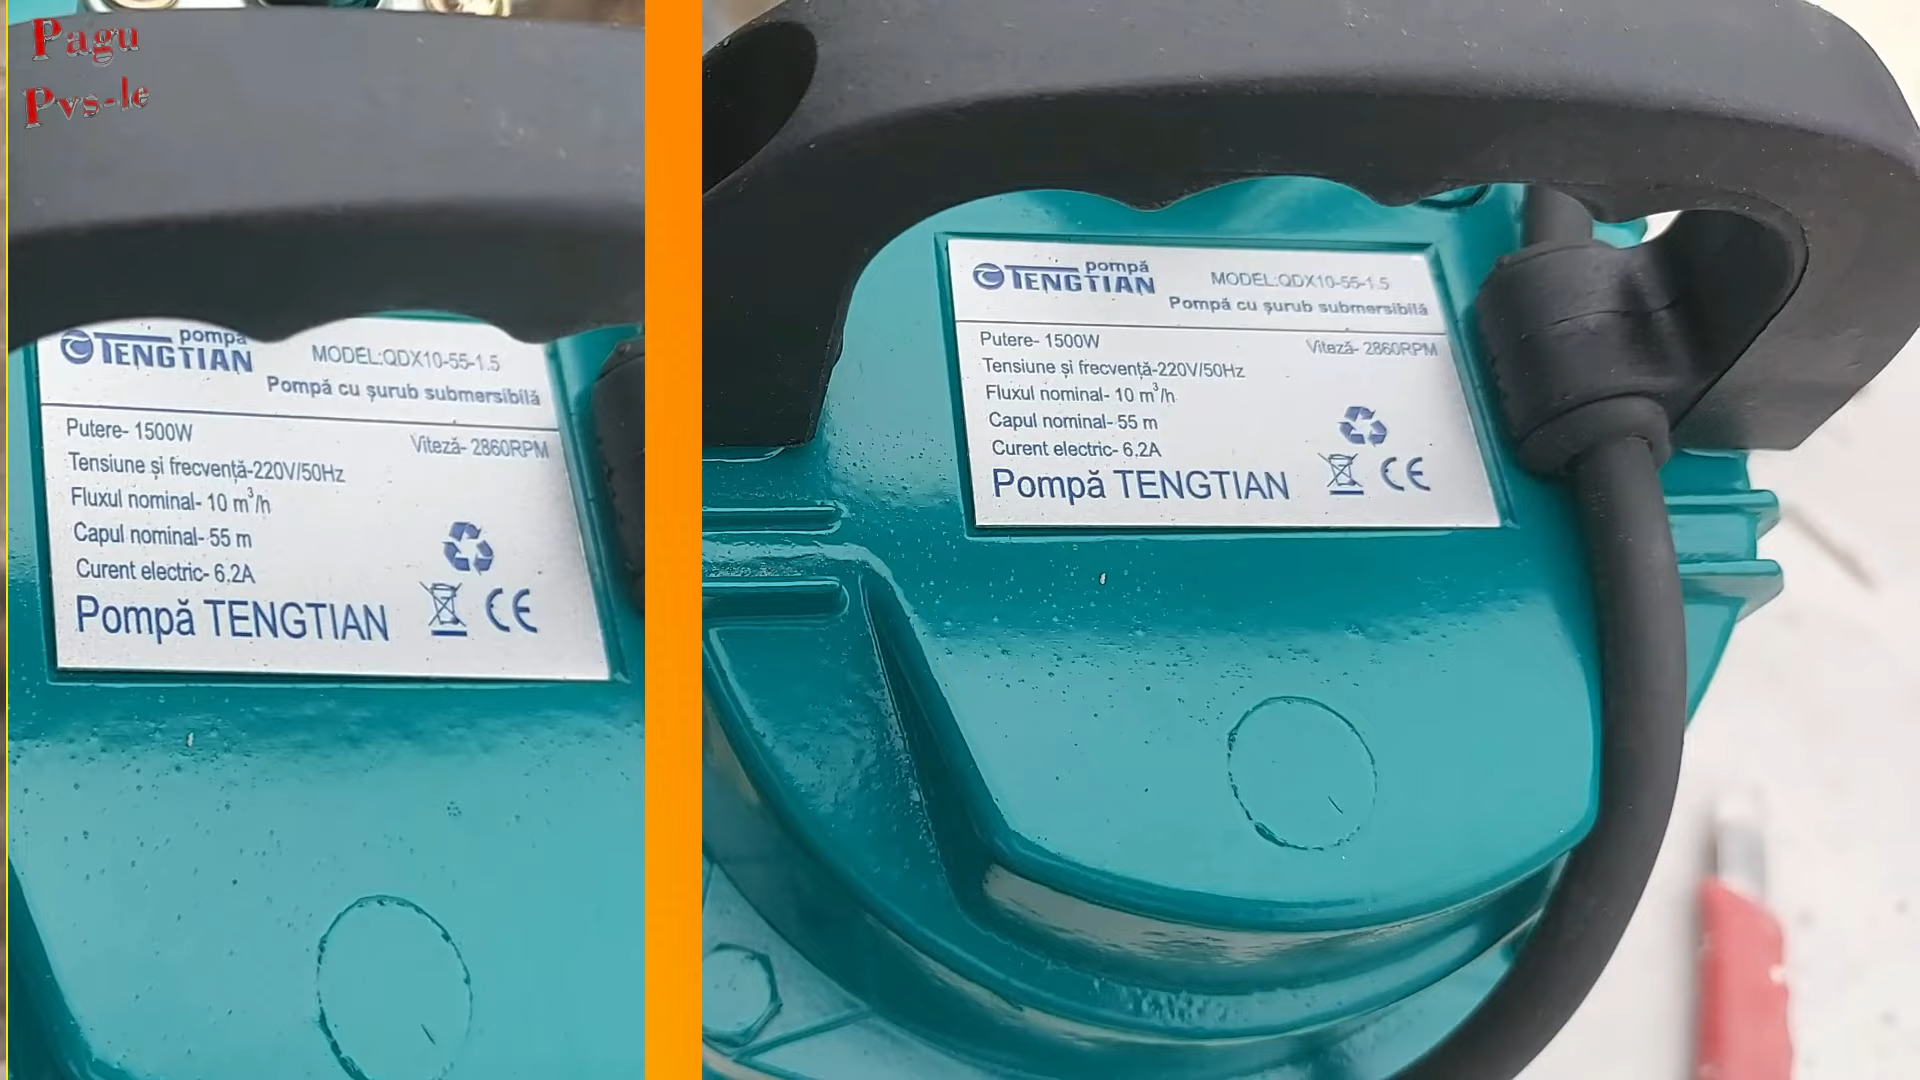 Pagu
Pvs-le
pompă
TENGTIAN
MODEL:QDX10-55-1.5
Pompă cu șurub submersibilă
Putere- 1500W
Viteză- 2860RPM
Tensiune și frecvență-220V/50Hz
Fluxul nominal- 10 m³/h
Capul nominal- 55 m
Curent electric- 6,2A
Pompă TENGTIAN
CE
pompă
TENGTIAN
MODEL:QDX10-55-1.5
Pompă cu șurub submersibilă
Putere- 1500W
Viteză- 2860RPM
Tensiune și frecvență-220V/50Hz
Fluxul nominal- 10 m³/h
Capul nominal- 55 m
Curent electric- 6,2A
Pompă TENGTIAN
CE